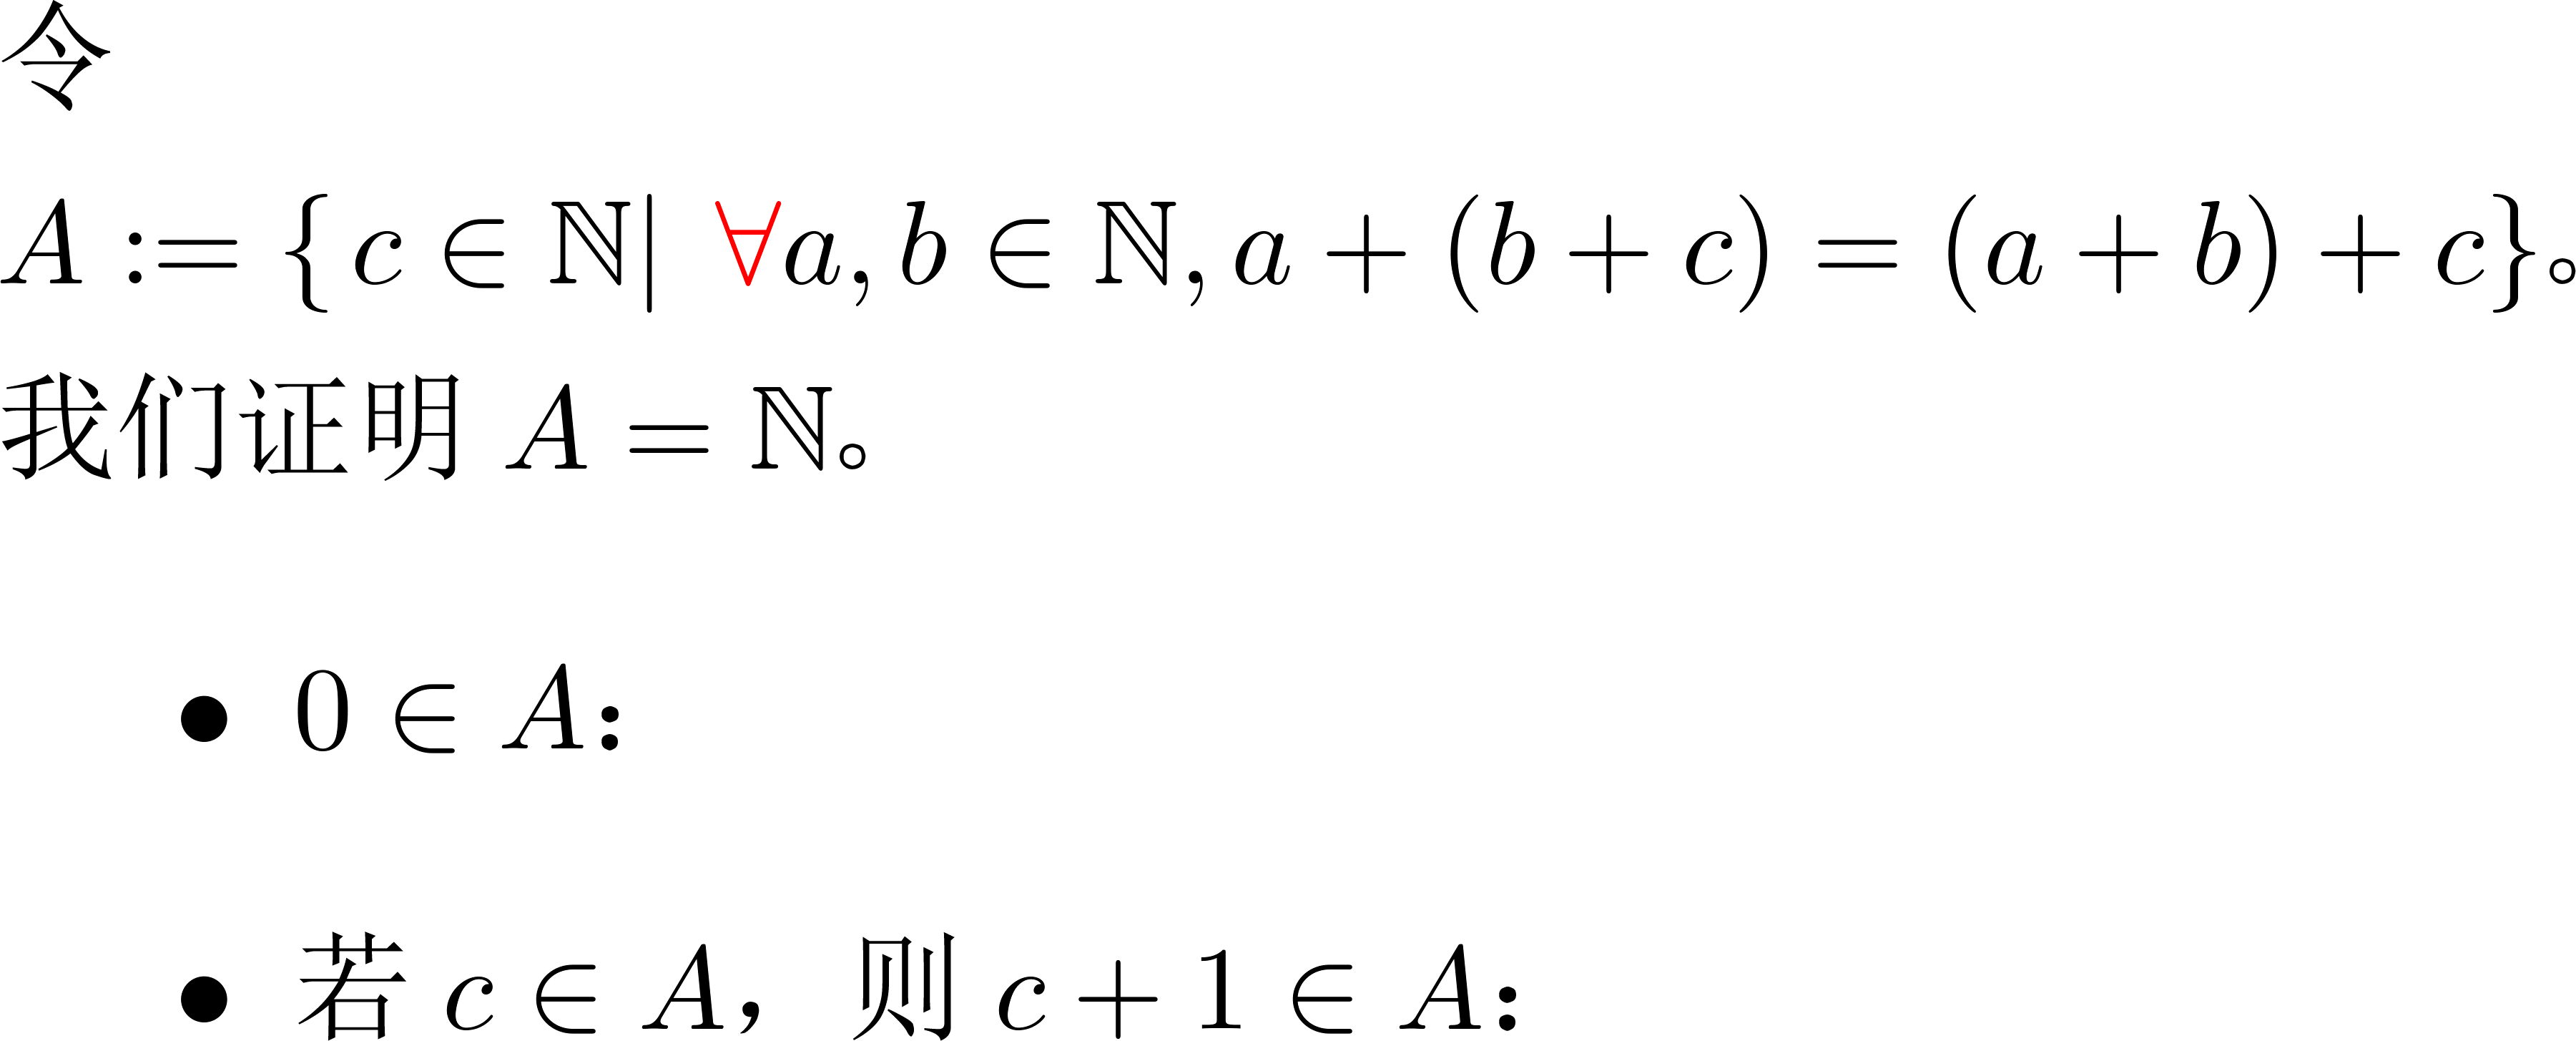 令
A := {c ∈ ℕ| ∀a, b ∈ ℕ, a + (b + c) = (a + b) + c}。
我们证明 A = ℕ。
• 0 ∈ A：
• 若 c ∈ A，则 c + 1 ∈ A：